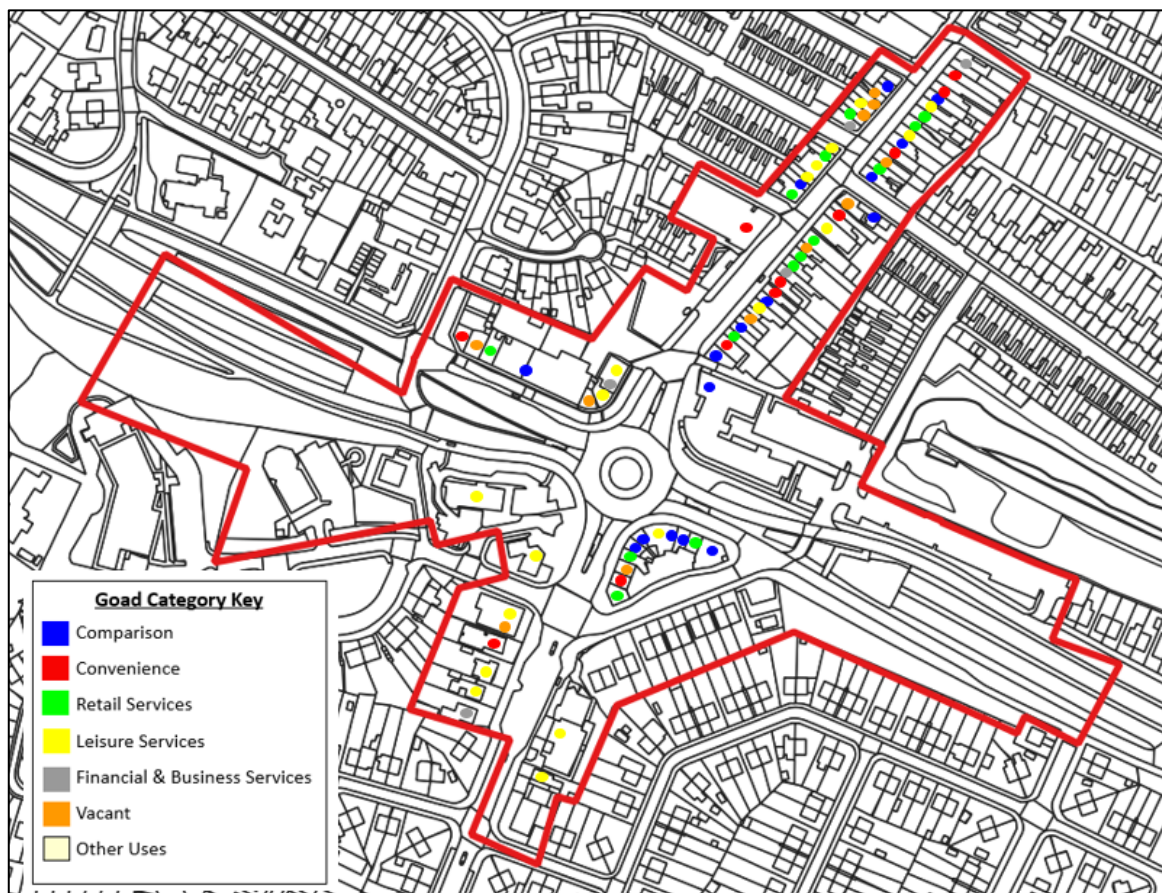 Goad Category Key
Comparison
Convenience
Retail Services
Leisure Services
Financial & Business Services
Vacant
Other Uses